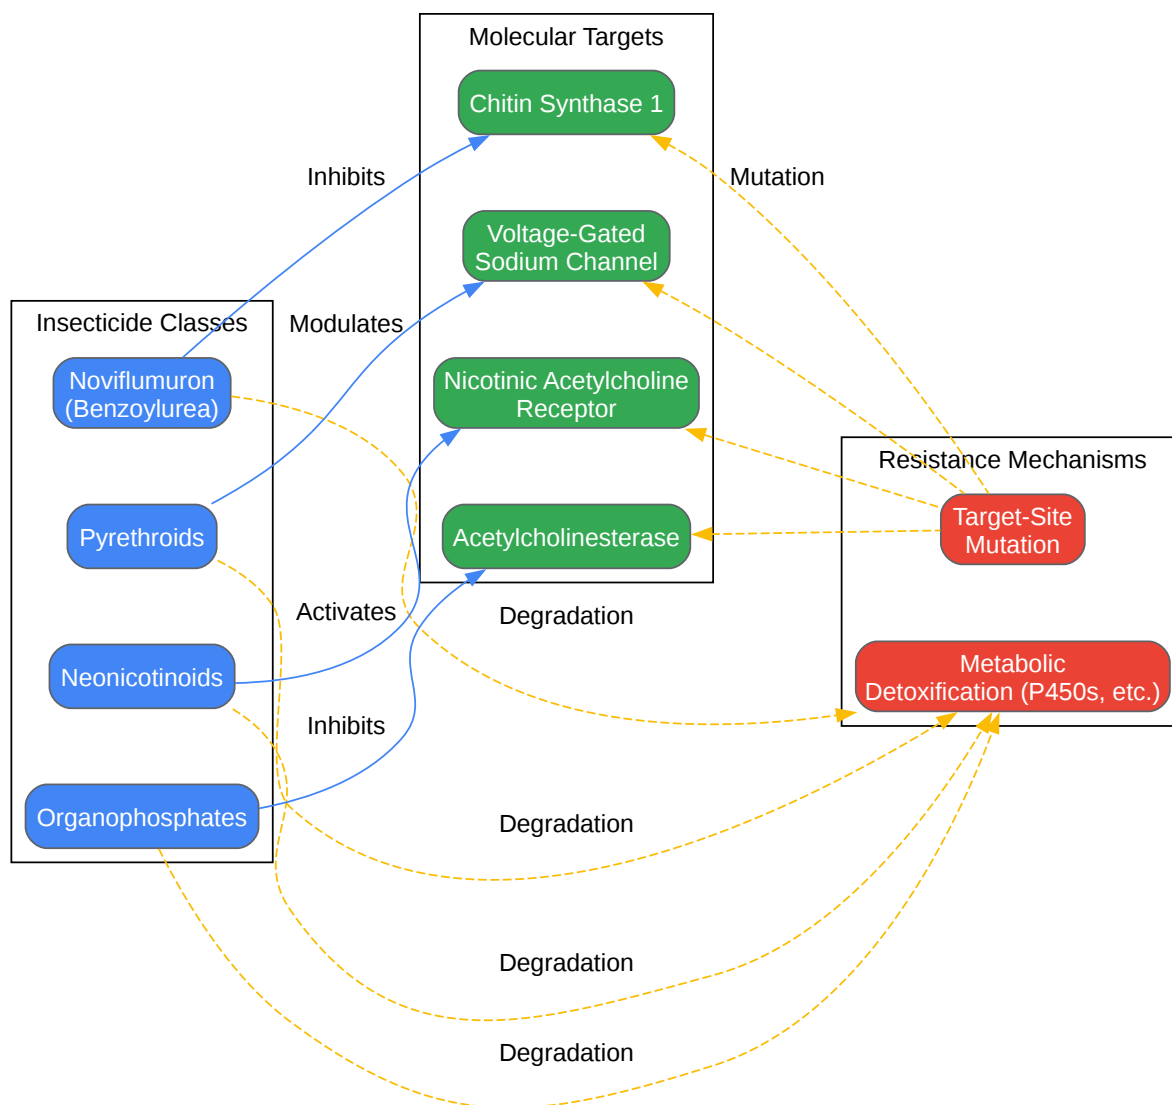 Molecular Targets
Chitin Synthase 1
Inhibits
Mutation
Voltage-Gated
Sodium Channel
Insecticide Classes
Modulates
Noviflumuron
(Benzoylurea)
Nicotinic Acetylcholine
Receptor
Resistance Mechanisms
Pyrethroids
Acetylcholinesterase
Target-Site
Mutation
Activates
Degradation
Neonicotinoids
Metabolic
Detoxification (P450s, etc.)
Inhibits
Organophosphates
Degradation
Degradation
Degradation